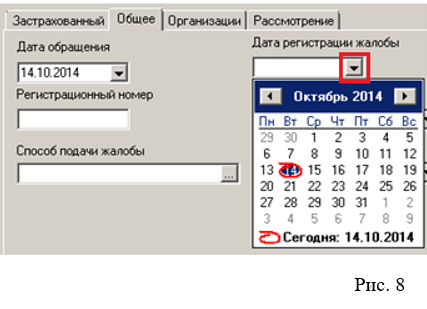 Застрахованный Общее Организации Рассмотрение
Дата обращения
14.10.2014
Регистрационный номер
Способ подачи жалобы
...
Дата регистрации жалобы
Октябрь 2014
Пн Вт Ср Чт Пт Сб Вс
29 30 1 2 3 4 5
6 7 8 9 10 11 12
13 14 15 16 17 18 19
20 21 22 23 24 25 26
27 28 29 30 31 1 2
3 4 5 6 7 8 9
Сегодня: 14.10.2014
Рис. 8